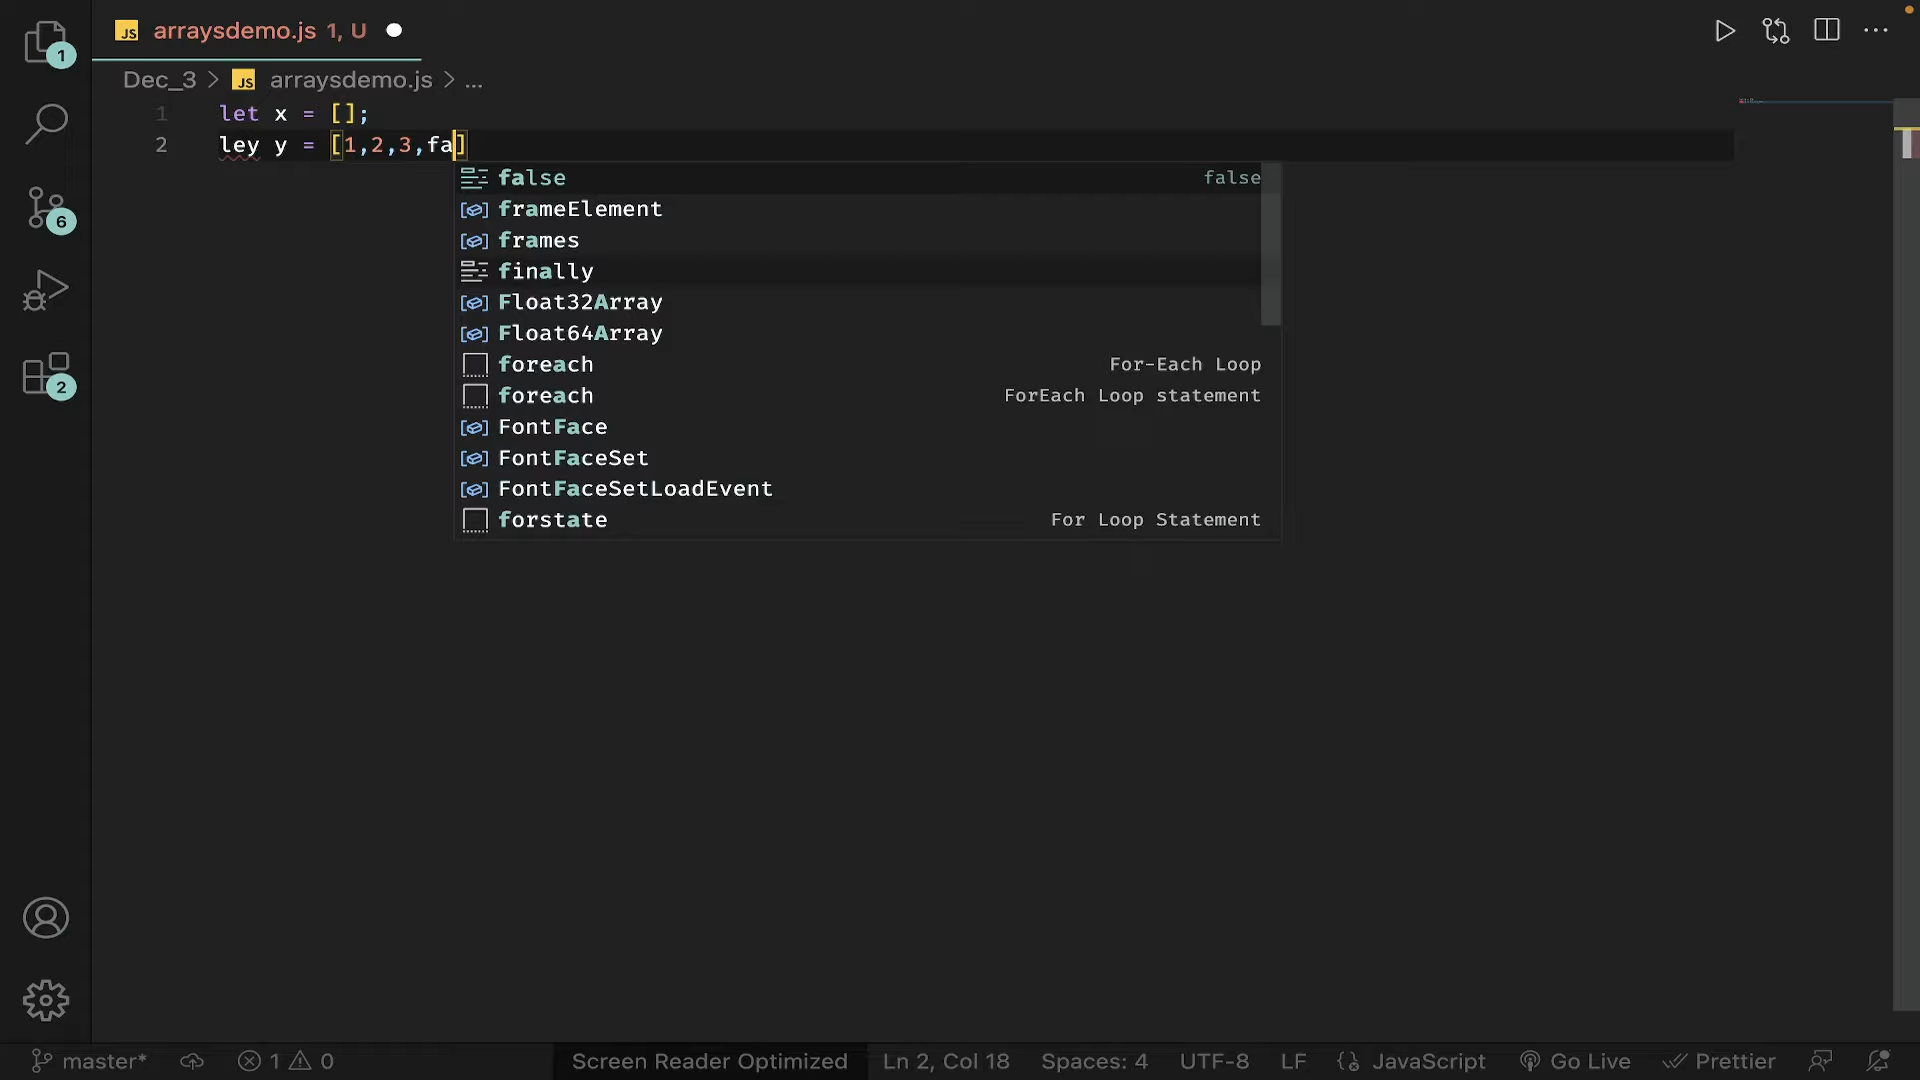 JS arraysdemo.js 1, U
Dec_3 > JS arraysdemo.js > ...
1 let x = [];
2 ley y = [1,2,3,fa]
false false
frameElement
frames
finally
Float32Array
Float64Array
foreach For-Each Loop
foreach ForEach Loop statement
FontFace
FontFaceSet
FontFaceSetLoadEvent
forstate For Loop Statement
1
6
2
master* 1 0 Screen Reader Optimized Ln 2, Col 18 Spaces: 4 UTF-8 LF JavaScript Go Live Prettier